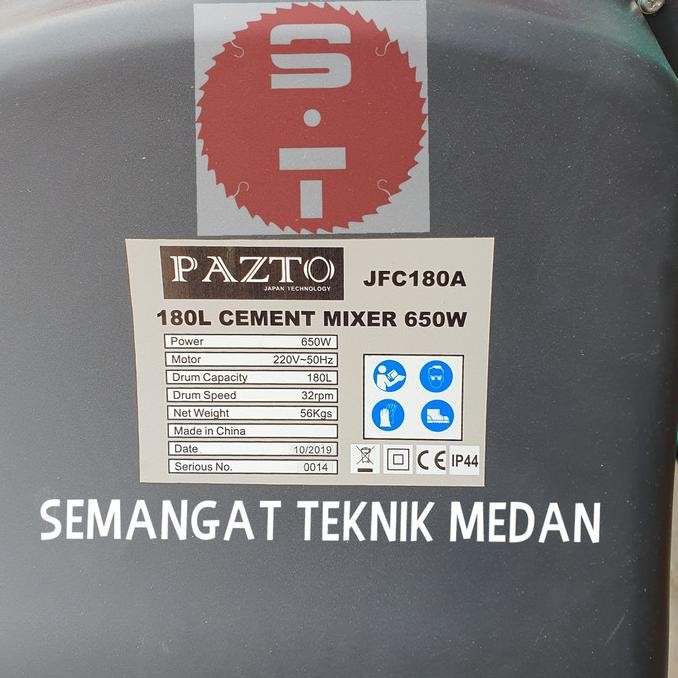 S·T
PAZTO
JAPAN TECHNOLOGY
JFC180A
180L CEMENT MIXER 650W
Power 650W
Motor 220V~50Hz
Drum Capacity 180L
Drum Speed 32rpm
Net Weight 56Kgs
Made in China
Date 10/2019
Serious No. 0014
CE IP44
SEMANGAT TEKNIK MEDAN